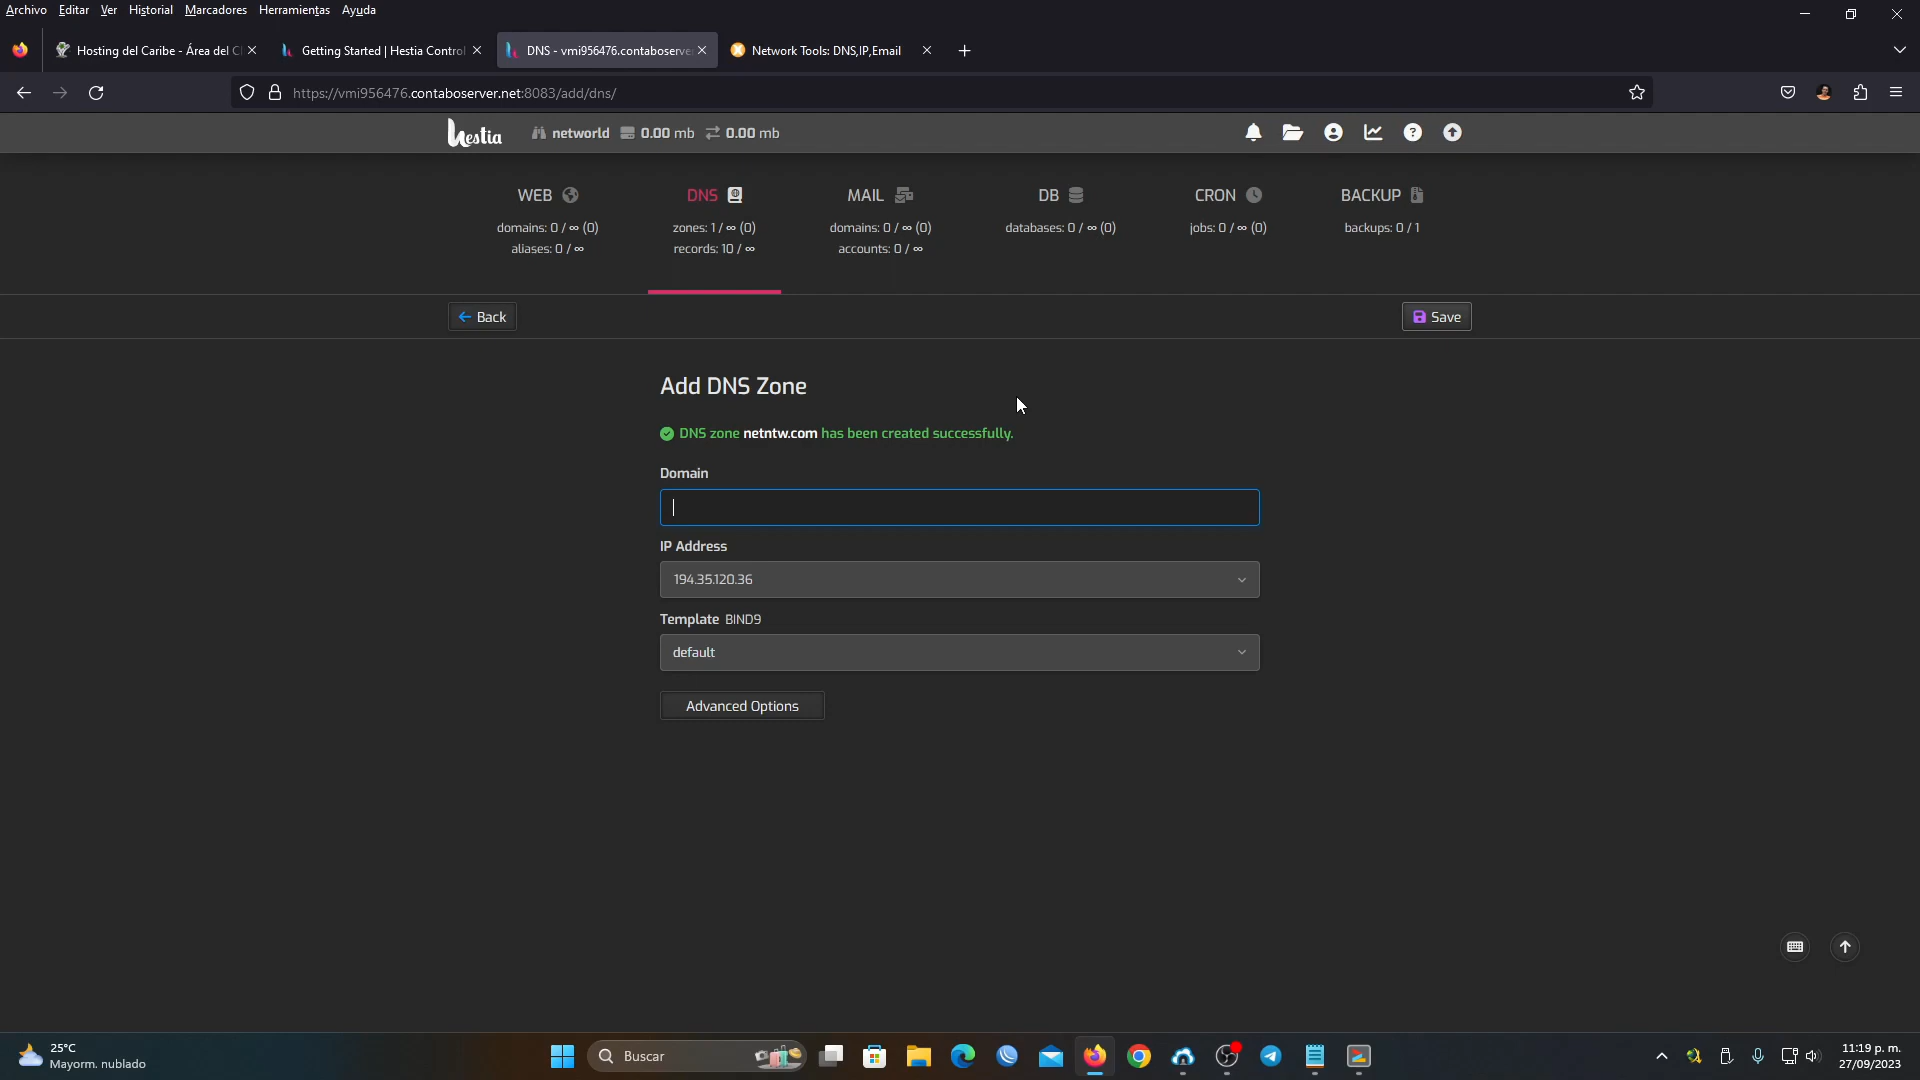 Archivo Editar Ver Historial Marcadores Herramientas Ayuda
Hosting del Caribe - Área del Cl
Getting Started | Hestia Control
DNS - vmi956476.contaboserver
Network Tools: DNS,IP,Email
https://vmi956476.contaboserver.net:8083/add/dns/
hestia networld 0.00 mb 0.00 mb
WEB DNS MAIL DB CRON BACKUP
domains: 0 / ∞ (0) zones: 1 / ∞ (0) domains: 0 / ∞ (0) databases: 0 / ∞ (0) jobs: 0 / ∞ (0) backups: 0 / 1
aliases: 0 / ∞ records: 10 / ∞ accounts: 0 / ∞
Back Save
Add DNS Zone
DNS zone netntw.com has been created successfully.
Domain
IP Address
194.35.120.36
Template BIND9
default
Advanced Options
25°C
Mayorm. nublado
Buscar
11:19 p. m.
27/09/2023